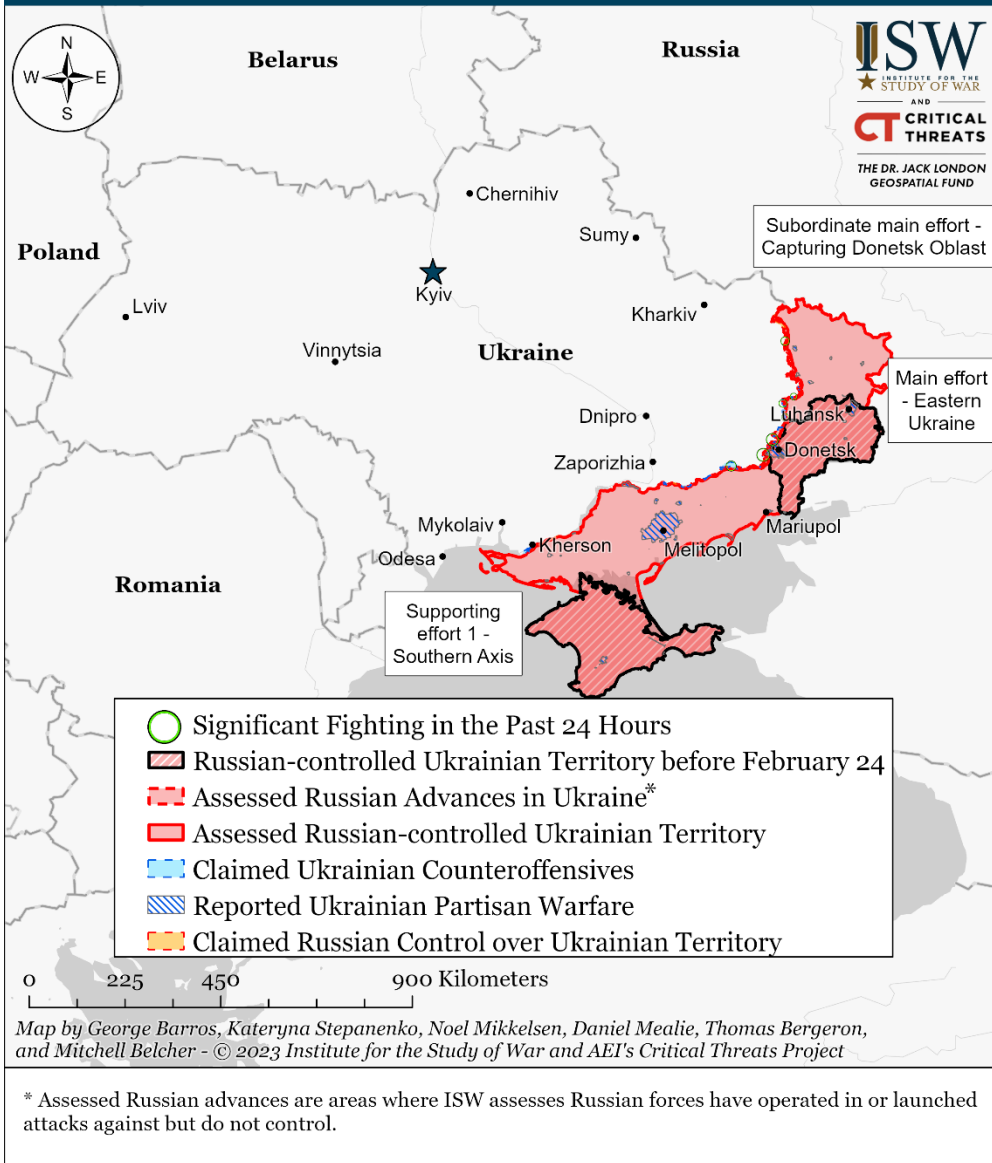 N
W
E
S
Belarus
Russia
ISW
INSTITUTE FOR THE
STUDY OF WAR
AND
CT CRITICAL
THREATS
THE DR. JACK LONDON
GEOSPATIAL FUND
Chernihiv
Subordinate main effort -
Capturing Donetsk Oblast
Sumy
Poland
Kyiv
Lviv
Kharkiv
Vinnytsia
Ukraine
Main effort
- Eastern
Ukraine
Dnipro
Luhansk
Donetsk
Zaporizhia
Mykolaiv
Mariupol
Kherson
Melitopol
Odesa
Romania
Supporting
effort 1 -
Southern Axis
Significant Fighting in the Past 24 Hours
Russian-controlled Ukrainian Territory before February 24
Assessed Russian Advances in Ukraine*
Assessed Russian-controlled Ukrainian Territory
Claimed Ukrainian Counteroffensives
Reported Ukrainian Partisan Warfare
Claimed Russian Control over Ukrainian Territory
0 225 450 900 Kilometers
Map by George Barros, Kateryna Stepanenko, Noel Mikkelsen, Daniel Mealie, Thomas Bergeron,
and Mitchell Belcher - © 2023 Institute for the Study of War and AEI's Critical Threats Project
* Assessed Russian advances are areas where ISW assesses Russian forces have operated in or launched
attacks against but do not control.